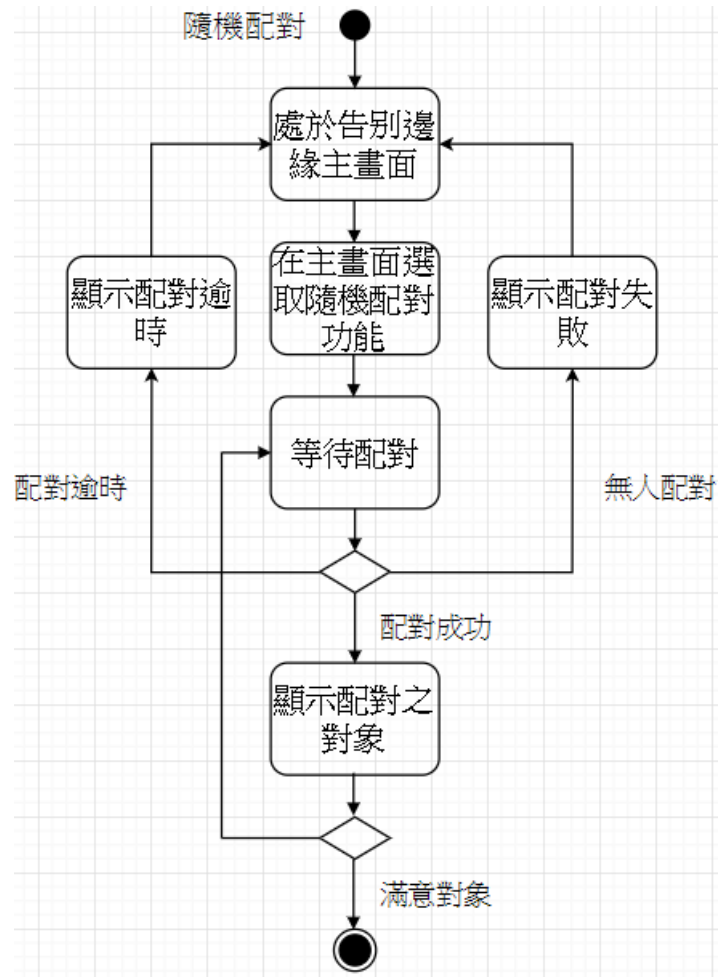 隨機配對
處於告別邊
緣主畫面
在主畫面選
取隨機配對
功能
顯示配對逾
時
顯示配對失
敗
等待配對
配對逾時
無人配對
配對成功
顯示配對之
對象
滿意對象